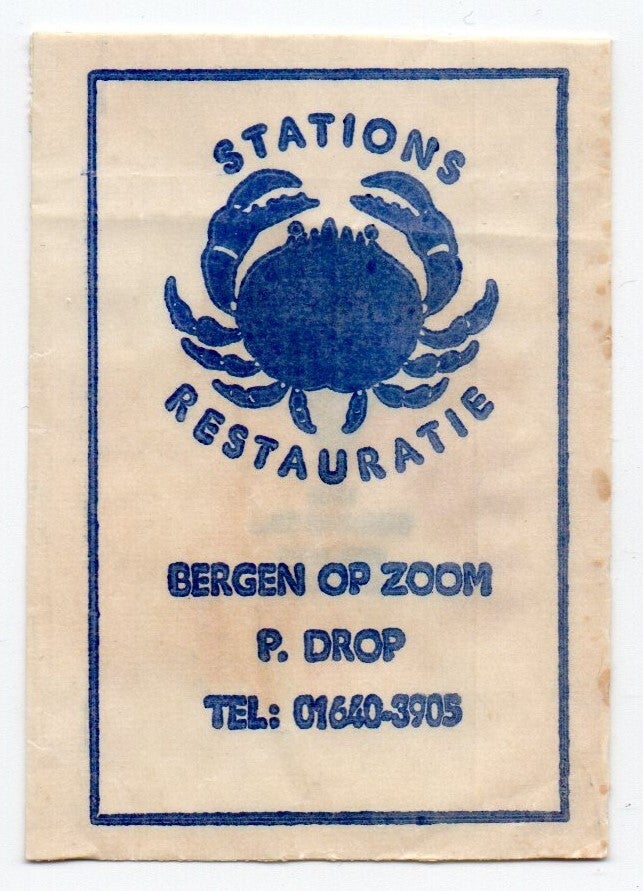 STATIONS
RESTAURATIE
BERGEN OP ZOOM
P. DROP
TEL: 01640-3905